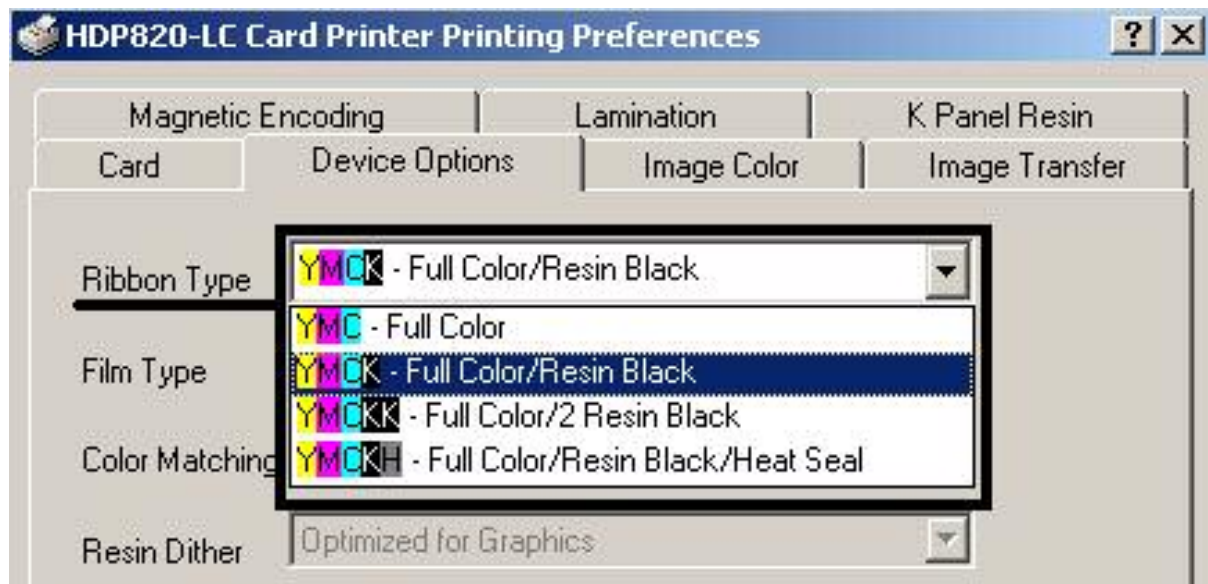 HDP820-LC Card Printer Printing Preferences ? X
Magnetic Encoding Lamination K Panel Resin
Card Device Options Image Color Image Transfer
Ribbon Type YMCK - Full Color/Resin Black
YMC - Full Color
Film Type YMCK - Full Color/Resin Black
YMCKK - Full Color/2 Resin Black
Color Matching YMCKH - Full Color/Resin Black/Heat Seal
Resin Dither Optimized for Graphics